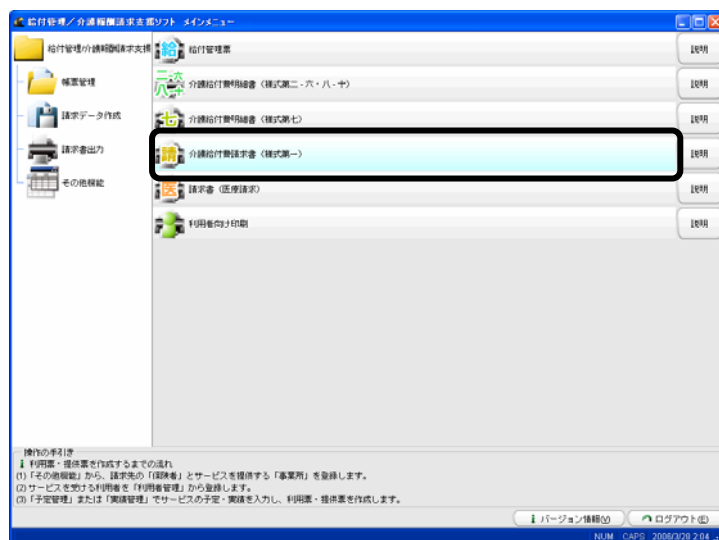 給付管理／介護報酬請求支援ソフト メインメニュー
給付管理/介護報酬請求支援
帳票管理
請求データ作成
請求書出力
その他機能
給付管理票
説明
介護給付費明細書（様式第二・六・八・十）
説明
介護給付費明細書（様式第七）
説明
介護給付費請求書（様式第一）
説明
請求書（医療請求）
説明
利用者向け印刷
説明
操作の手引き
利用票・提供票を作成するまでの流れ
(1)「その他機能」から、請求先の「保険者」とサービスを提供する「事業所」を登録します。
(2) サービスを受ける利用者を「利用者管理」から登録します。
(3)「予定管理」または「実績管理」でサービスの予定・実績を入力し、利用票・提供票を作成します。
バージョン情報(V)
ログアウト(E)
NUM CAPS 2006/3/28 2:04